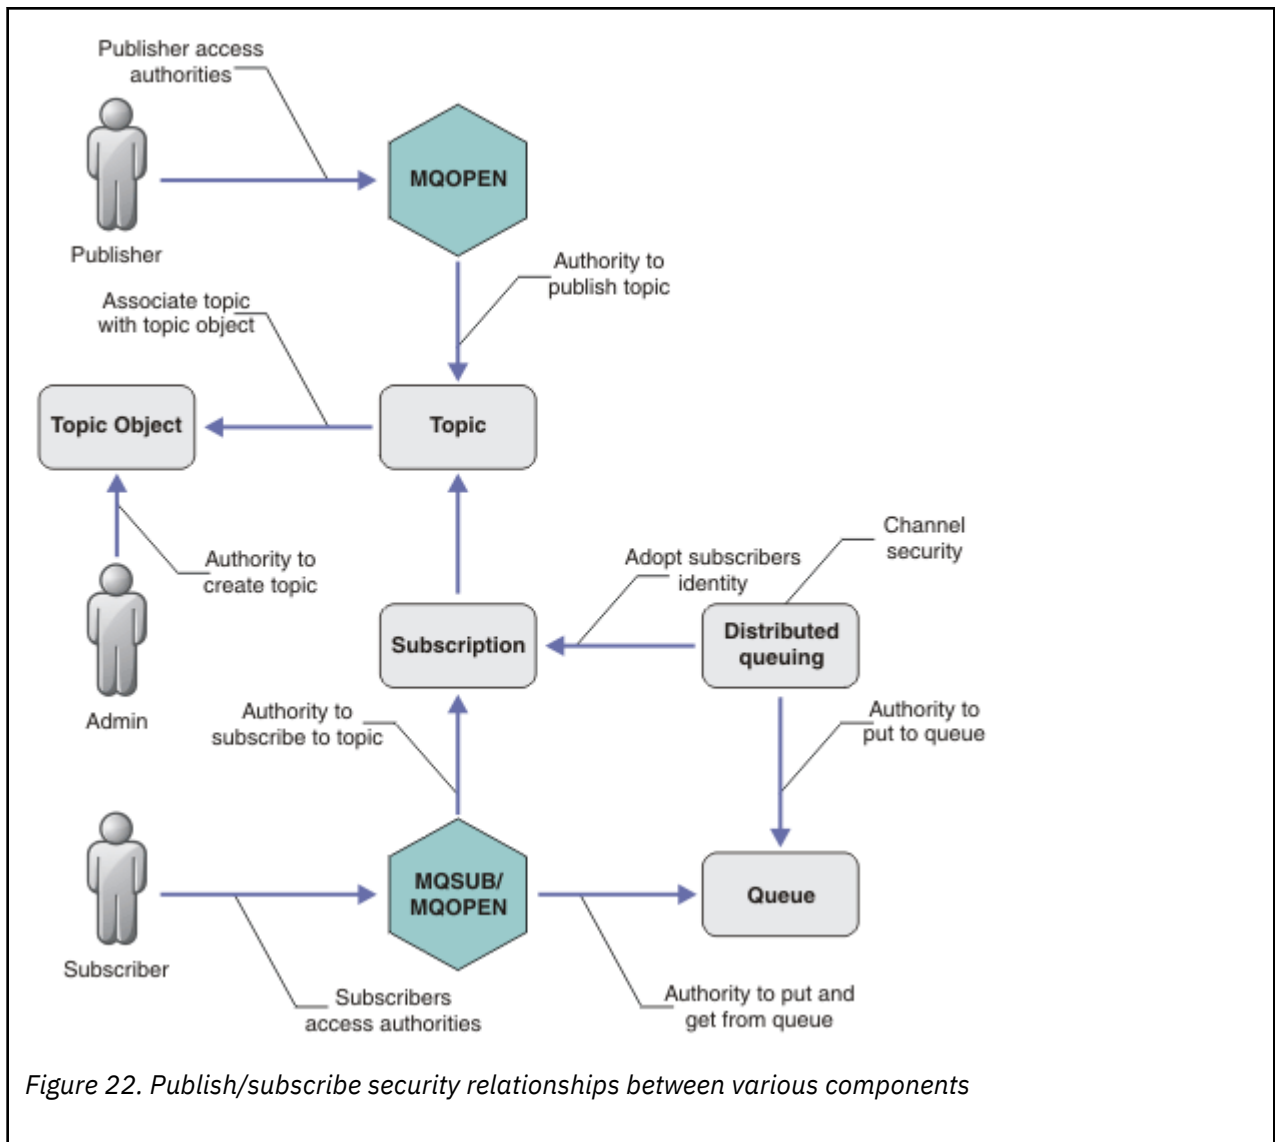 Publisher access
authorities
MQOPEN
Publisher
Authority to
publish topic
Associate topic
with topic object
Topic Object
Topic
Authority to
create topic
Admin
Channel
security
Adopt subscribers
identity
Subscription
Distributed
queuing
Authority to
subscribe to topic
Authority to
put to queue
MQSUB/
MQOPEN
Queue
Subscriber
Subscribers
access authorities
Authority to put and
get from queue
Figure 22. Publish/subscribe security relationships between various components